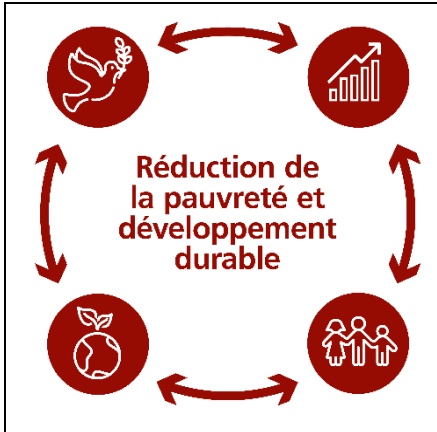 Réduction de
la pauvreté et
développement
durable